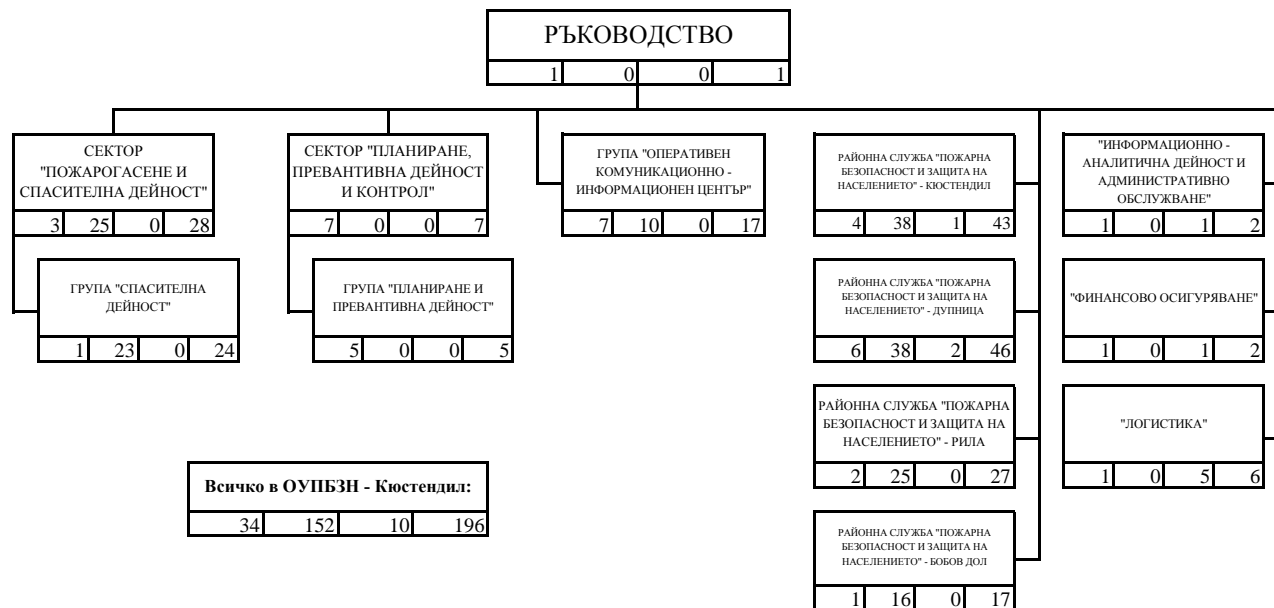 РЪКОВОДСТВО
1 0 0 1
СЕКТОР
"ПОЖАРОГАСЕНЕ И
СПАСИТЕЛНА ДЕЙНОСТ"
3 25 0 28
ГРУПА "СПАСИТЕЛНА
ДЕЙНОСТ"
1 23 0 24
СЕКТОР "ПЛАНИРАНЕ,
ПРЕВАНТИВНА ДЕЙНОСТ
И КОНТРОЛ"
7 0 0 7
ГРУПА "ПЛАНИРАНЕ И
ПРЕВАНТИВНА ДЕЙНОСТ"
5 0 0 5
ГРУПА "ОПЕРАТИВЕН
КОМУНИКАЦИОННО -
ИНФОРМАЦИОНЕН ЦЕНТЪР"
7 10 0 17
РАЙОННА СЛУЖБА "ПОЖАРНА
БЕЗОПАСНОСТ И ЗАЩИТА НА
НАСЕЛЕНИЕТО" - КЮСТЕНДИЛ
4 38 1 43
РАЙОННА СЛУЖБА "ПОЖАРНА
БЕЗОПАСНОСТ И ЗАЩИТА НА
НАСЕЛЕНИЕТО" - ДУПНИЦА
6 38 2 46
РАЙОННА СЛУЖБА "ПОЖАРНА
БЕЗОПАСНОСТ И ЗАЩИТА НА
НАСЕЛЕНИЕТО" - РИЛА
2 25 0 27
РАЙОННА СЛУЖБА "ПОЖАРНА
БЕЗОПАСНОСТ И ЗАЩИТА НА
НАСЕЛЕНИЕТО" - БОБОВ ДОЛ
1 16 0 17
"ИНФОРМАЦИОННО -
АНАЛИТИЧНА ДЕЙНОСТ И
АДМИНИСТРАТИВНО
ОБСЛУЖВАНЕ"
1 0 1 2
"ФИНАНСОВО ОСИГУРЯВАНЕ"
1 0 1 2
"ЛОГИСТИКА"
1 0 5 6
Всичко в ОУПБЗН - Кюстендил:
34 152 10 196